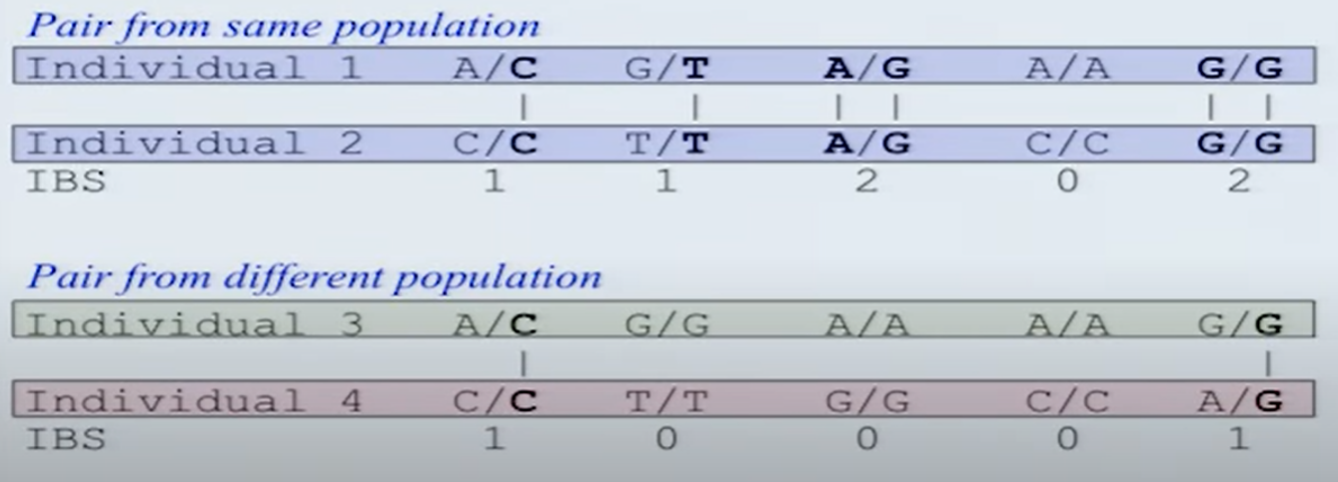 Pair from same population
Individual 1 A/C G/T A/G A/A G/G
| | | | | |
Individual 2 C/C T/T A/G C/C G/G
IBS 1 1 2 0 2
Pair from different population
Individual 3 A/C G/G A/A A/A G/G
| |
Individual 4 C/C T/T G/G C/C A/G
IBS 1 0 0 0 1